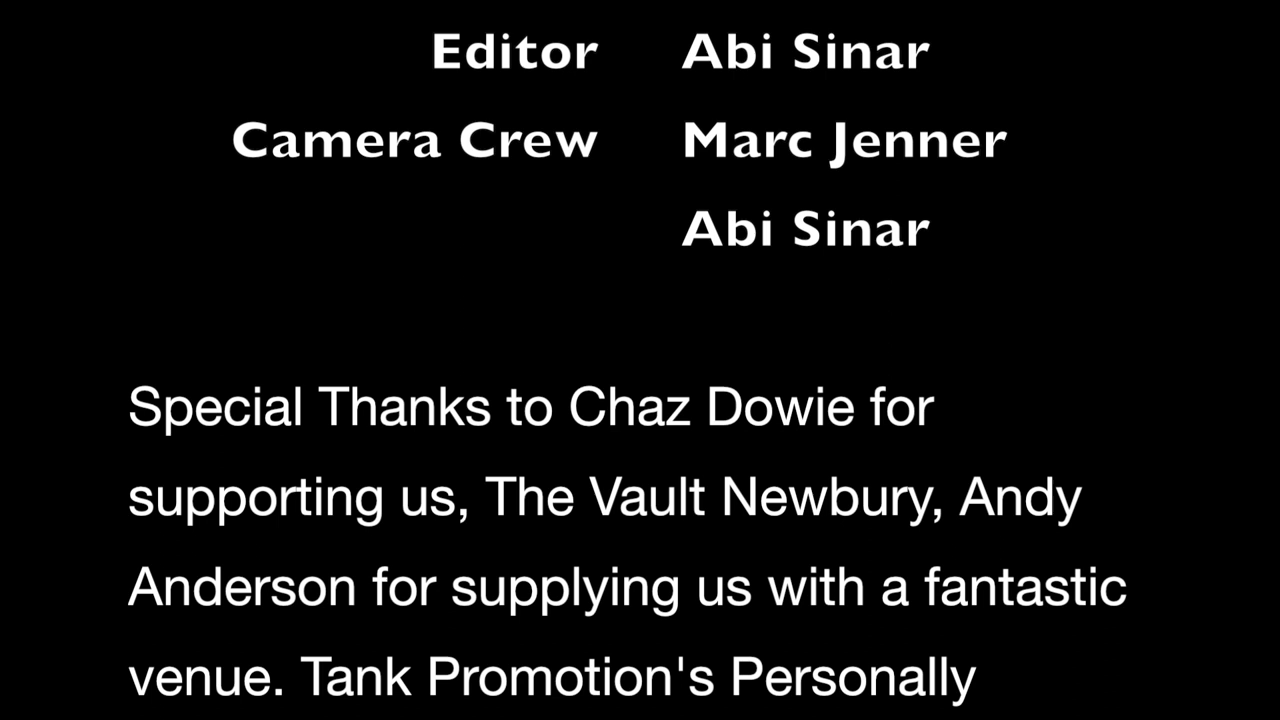 Editor Abi Sinar
Camera Crew Marc Jenner
Abi Sinar
Special Thanks to Chaz Dowie for
supporting us, The Vault Newbury, Andy
Anderson for supplying us with a fantastic
venue. Tank Promotion's Personally